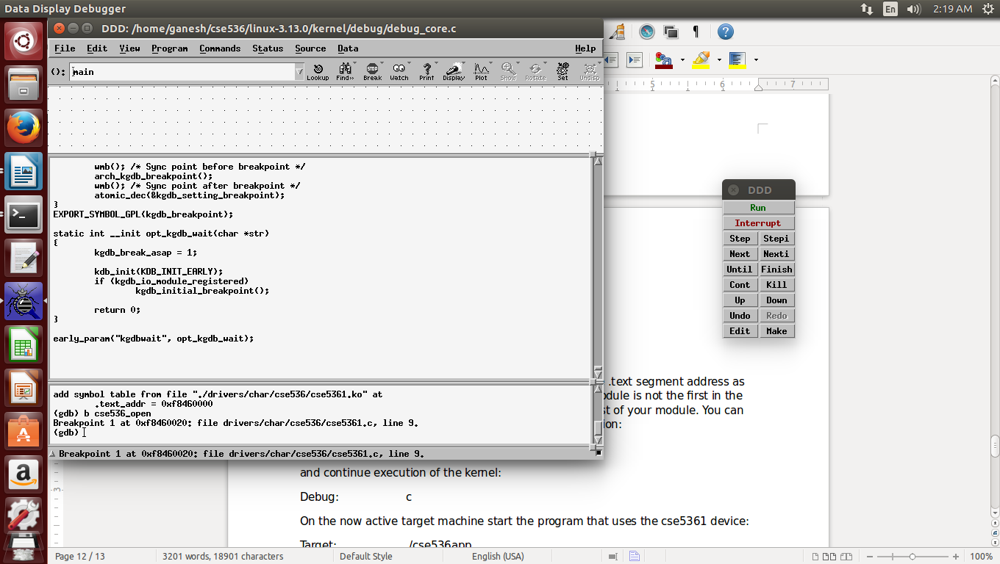 Data Display Debugger
En
2:19 AM
DDD: /home/ganesh/cse536/linux-3.13.0/kernel/debug/debug_core.c
File Edit View Program Commands Status Source Data Help
(): main
Lookup Find>> Break Watch Print Display Plot Show Rotate Set Undisp
wmb(); /* Sync point before breakpoint */
arch_kgdb_breakpoint();
wmb(); /* Sync point after breakpoint */
atomic_dec(&kgdb_setting_breakpoint);
}
EXPORT_SYMBOL_GPL(kgdb_breakpoint);
static int __init opt_kgdb_wait(char *str)
{
kgdb_break_asap = 1;
kdb_init(KDB_INIT_EARLY);
if (kgdb_io_module_registered)
kgdb_initial_breakpoint();
return 0;
}
early_param("kgdbwait", opt_kgdb_wait);
add symbol table from file "./drivers/char/cse536/cse5361.ko" at
.text_addr = 0xf8460000
(gdb) b cse536_open
Breakpoint 1 at 0xf8460020: file drivers/char/cse536/cse5361.c, line 9.
(gdb)
Breakpoint 1 at 0xf8460020: file drivers/char/cse536/cse5361.c, line 9.
5 6 7
DDD
Run
Interrupt
Step Stepi
Next Nexti
Until Finish
Cont Kill
Up Down
Undo Redo
Edit Make
.text segment address as
odule is not the first in the
st of your module. You can
ion:
and continue execution of the kernel:
Debug: c
On the now active target machine start the program that uses the cse5361 device:
Target: ./cse536app
3
Page 12 / 13 3201 words, 18901 characters Default Style English (USA) 100%